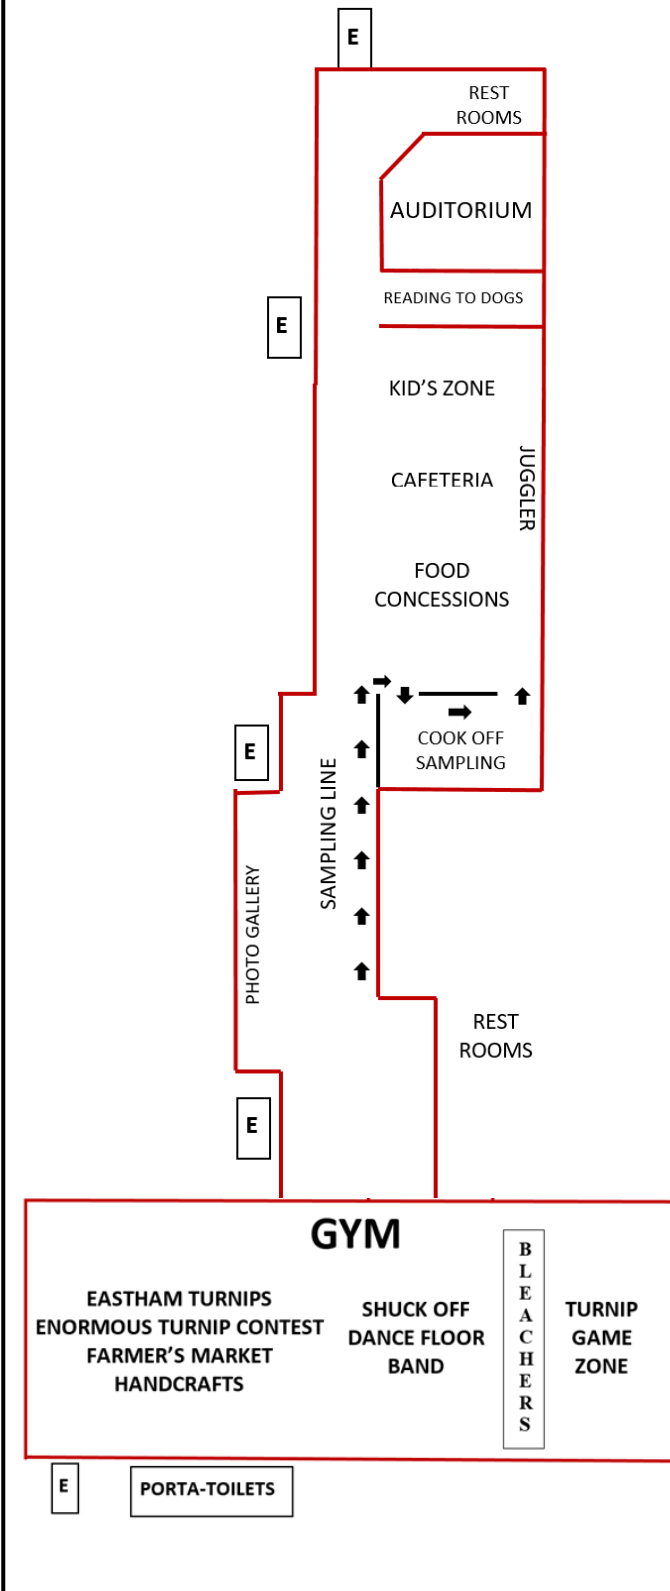 E
REST
ROOMS
AUDITORIUM
READING TO DOGS
E
KID'S ZONE
JUGGLER
CAFETERIA
FOOD
CONCESSIONS
E
COOK OFF
SAMPLING
SAMPLING LINE
PHOTO GALLERY
REST
ROOMS
E
GYM
EASTHAM TURNIPS
ENORMOUS TURNIP CONTEST
FARMER'S MARKET
HANDCRAFTS
SHUCK OFF
DANCE FLOOR
BAND
BLEACHERS
TURNIP
GAME
ZONE
E
PORTA-TOILETS